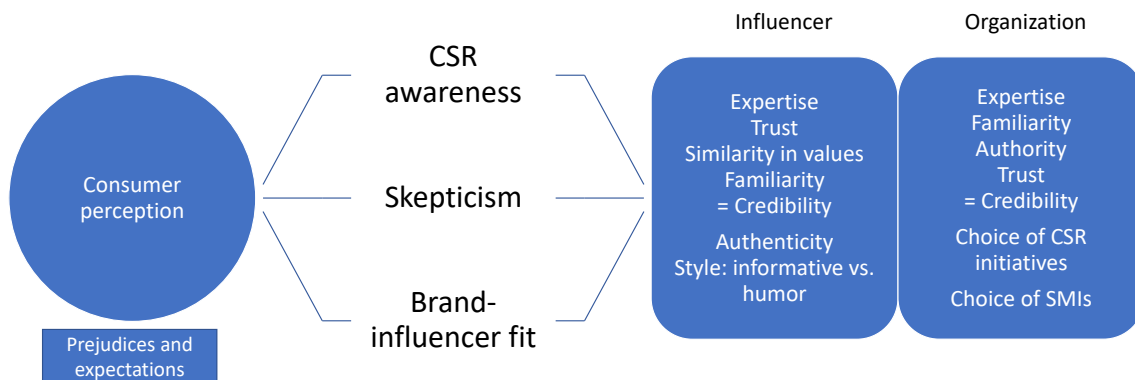 Consumer
perception
Prejudices and
expectations
CSR
awareness
Skepticism
Brand-
influencer fit
Influencer
Expertise
Trust
Similarity in values
Familiarity
= Credibility
Authenticity
Style: informative vs.
humor
Organization
Expertise
Familiarity
Authority
Trust
= Credibility
Choice of CSR
initiatives
Choice of SMIs